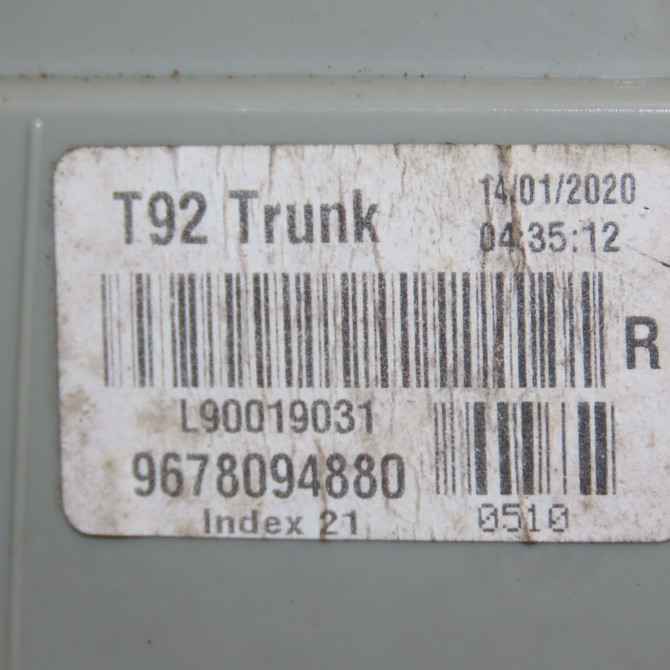 T92 Trunk
14/01/2020
04:35:12
R
L90019031
9678094880
Index 21
0510